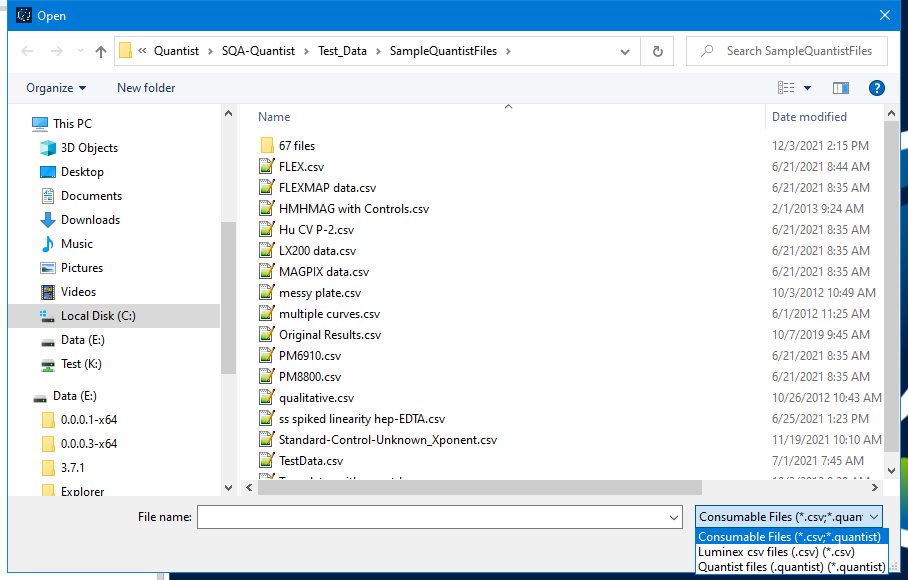 Open
« Quantist › SQA-Quantist › Test_Data › SampleQuantistFiles ›
Search SampleQuantistFiles
Organize
New folder
This PC
3D Objects
Desktop
Documents
Downloads
Music
Pictures
Videos
Local Disk (C:)
Data (E:)
Test (K:)
Data (E:)
0.0.0.1-x64
0.0.0.3-x64
3.7.1
Explorer
Name Date modified
67 files 12/3/2021 2:15 PM
FLEX.csv 6/21/2021 8:44 AM
FLEXMAP data.csv 6/21/2021 8:35 AM
HMHMAG with Controls.csv 2/1/2013 9:24 AM
Hu CV P-2.csv 6/21/2021 8:35 AM
LX200 data.csv 6/21/2021 8:35 AM
MAGPIX data.csv 6/21/2021 8:35 AM
messy plate.csv 10/3/2012 10:49 AM
multiple curves.csv 6/1/2012 11:25 AM
Original Results.csv 10/7/2019 9:45 AM
PM6910.csv 6/21/2021 8:35 AM
PM8800.csv 6/21/2021 8:35 AM
qualitative.csv 10/26/2012 10:43 AM
ss spiked linearity hep-EDTA.csv 6/25/2021 1:23 PM
Standard-Control-Unknown_Xponent.csv 11/19/2021 10:10 AM
TestData.csv 7/1/2021 7:45 AM
File name:
Consumable Files (*.csv;*.quan
Consumable Files (*.csv;*.quantist)
Luminex csv files (.csv) (*.csv)
Quantist files (.quantist) (*.quantist)